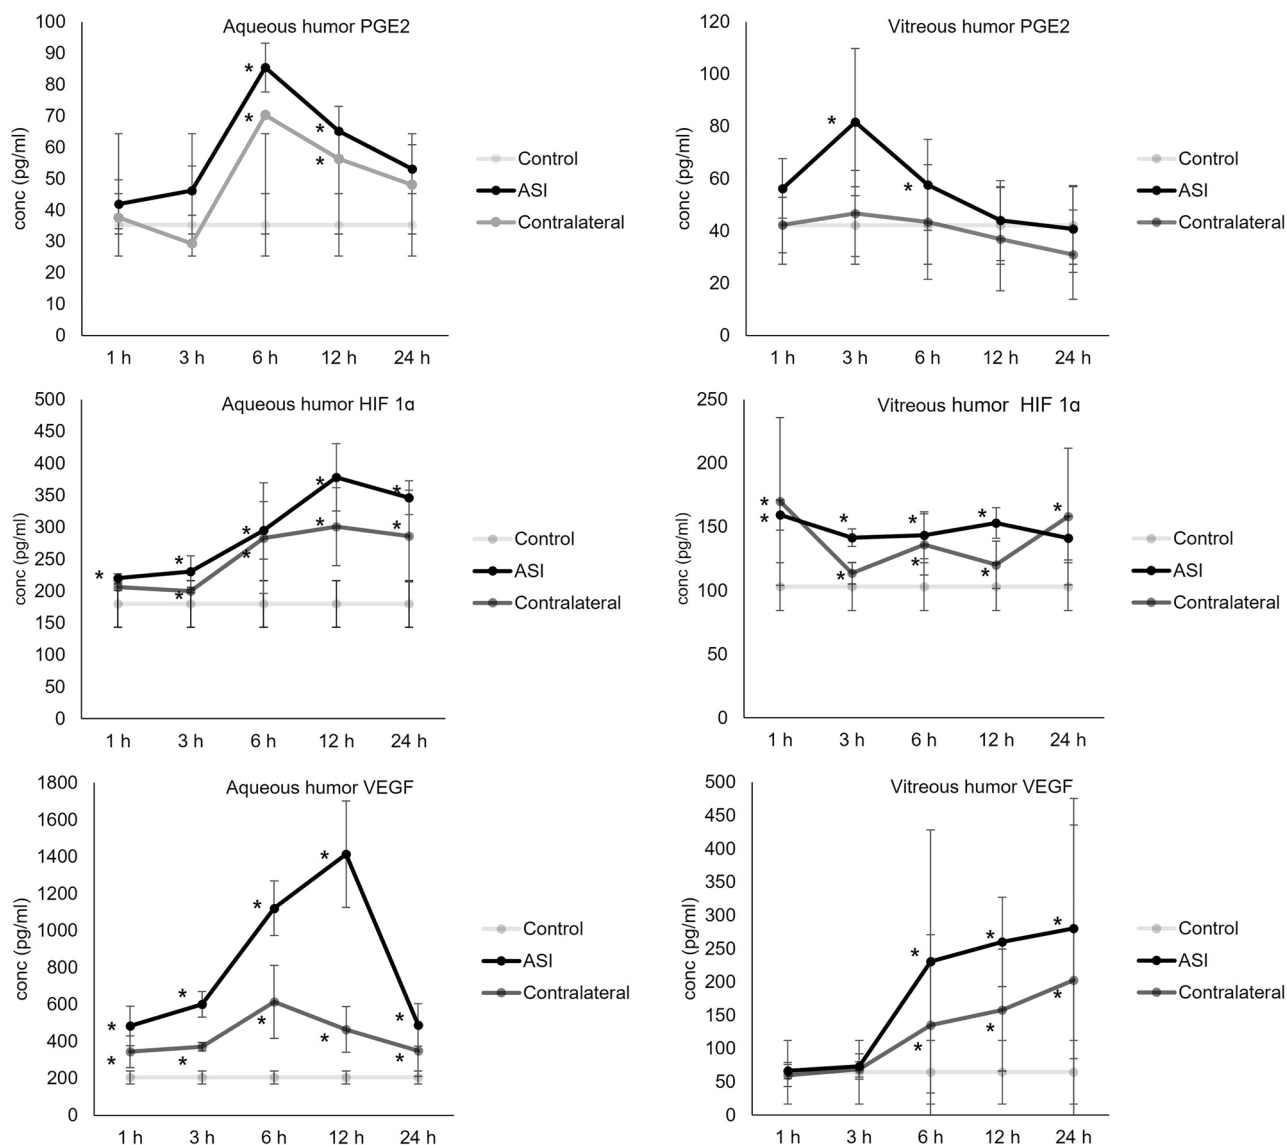 Aqueous humor PGE2
100
90
80
70
60
50
40
30
20
10
0
conc (pg/ml)
1 h 3 h 6 h 12 h 24 h
*
*
*
*
Control
ASI
Contralateral
Vitreous humor PGE2
120
100
80
60
40
20
0
conc (pg/ml)
1 h 3 h 6 h 12 h 24 h
*
*
Control
ASI
Contralateral
Aqueous humor HIF 1α
500
450
400
350
300
250
200
150
100
50
0
conc (pg/ml)
1 h 3 h 6 h 12 h 24 h
*
*
*
*
*
*
*
*
*
Control
ASI
Contralateral
Vitreous humor HIF 1α
250
200
150
100
50
0
conc (pg/ml)
1 h 3 h 6 h 12 h 24 h
*
*
*
*
*
*
*
*
*
Control
ASI
Contralateral
Aqueous humor VEGF
1800
1600
1400
1200
1000
800
600
400
200
0
conc (pg/ml)
1 h 3 h 6 h 12 h 24 h
*
*
*
*
*
*
*
*
*
*
Control
ASI
Contralateral
Vitreous humor VEGF
500
450
400
350
300
250
200
150
100
50
0
conc (pg/ml)
1 h 3 h 6 h 12 h 24 h
*
*
*
*
*
*
Control
ASI
Contralateral